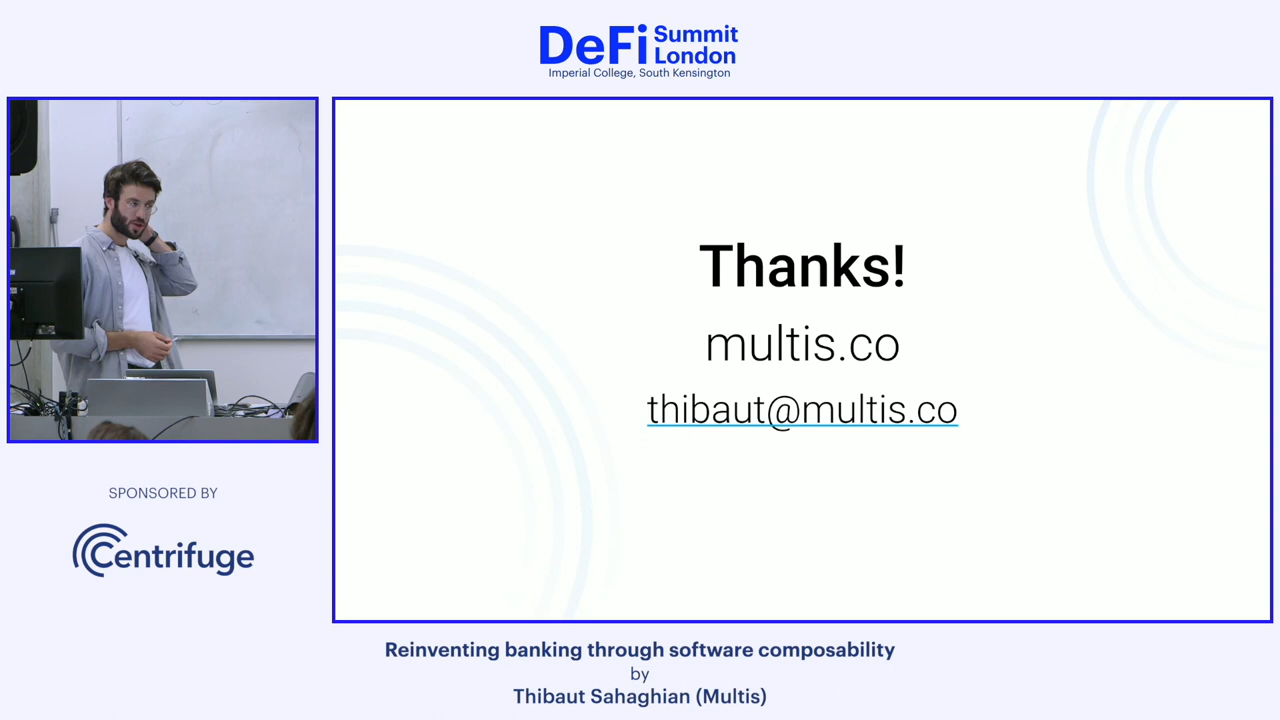 DeFi Summit London
Imperial College, South Kensington
Thanks!
multis.co
thibaut@multis.co
SPONSORED BY
Centrifuge
Reinventing banking through software composability
by
Thibaut Sahaghian (Multis)